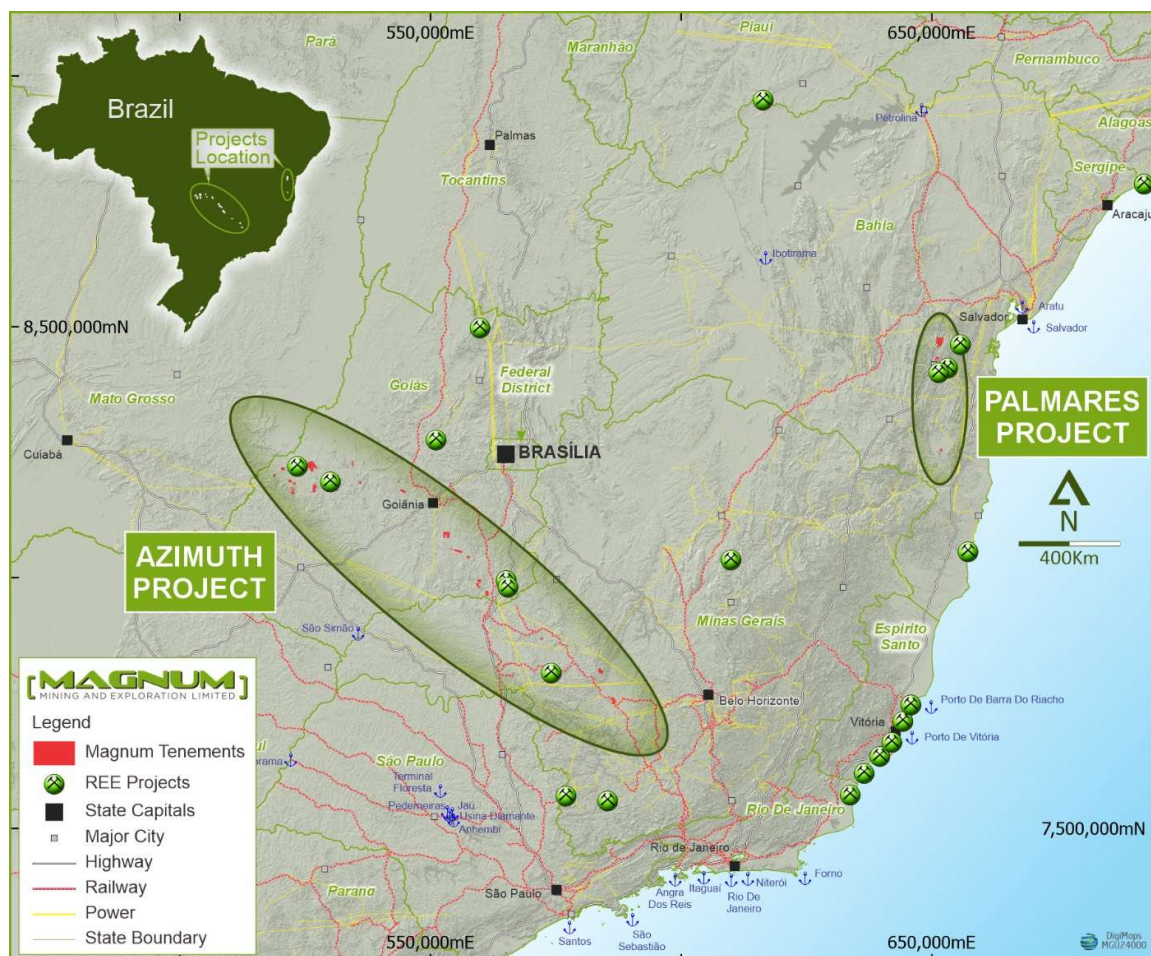 550,000mE
650,000mE
Pará
Maranhão
Piauí
Pernambuco
Brazil
Projects
Location
Palmas
Tocantins
Petrolina
Alagoas
Sergipe
Aracaju
Bahia
Ibotirama
8,500,000mN
Salvador
Aratu
Salvador
Mato Grosso
Goiás
Federal
District
Cuiabá
BRASÍLIA
Goiânia
PALMARES
PROJECT
N
400Km
AZIMUTH
PROJECT
São Simão
Minas Gerais
Espirito
Santo
Belo Horizonte
Vitória
Porto De Barra Do Riacho
Porto De Vitória
[MAGNUM]
MINING AND EXPLORATION LIMITED
Legend
Magnum Tenements
REE Projects
State Capitals
Major City
Highway
Railway
Power
State Boundary
São Paulo
Terminal
Floresta
Pederneiras
Jaú
Usina Diamante
Anhembi
Rio De Janeiro
7,500,000mN
Rio de Janeiro
São Paulo
Angra
Dos Reis
Itaguaí
Rio De
Janeiro
Niterói
Forno
Santos
São
Sebastião
550,000mE
650,000mE
DigiMaps
MGU24000